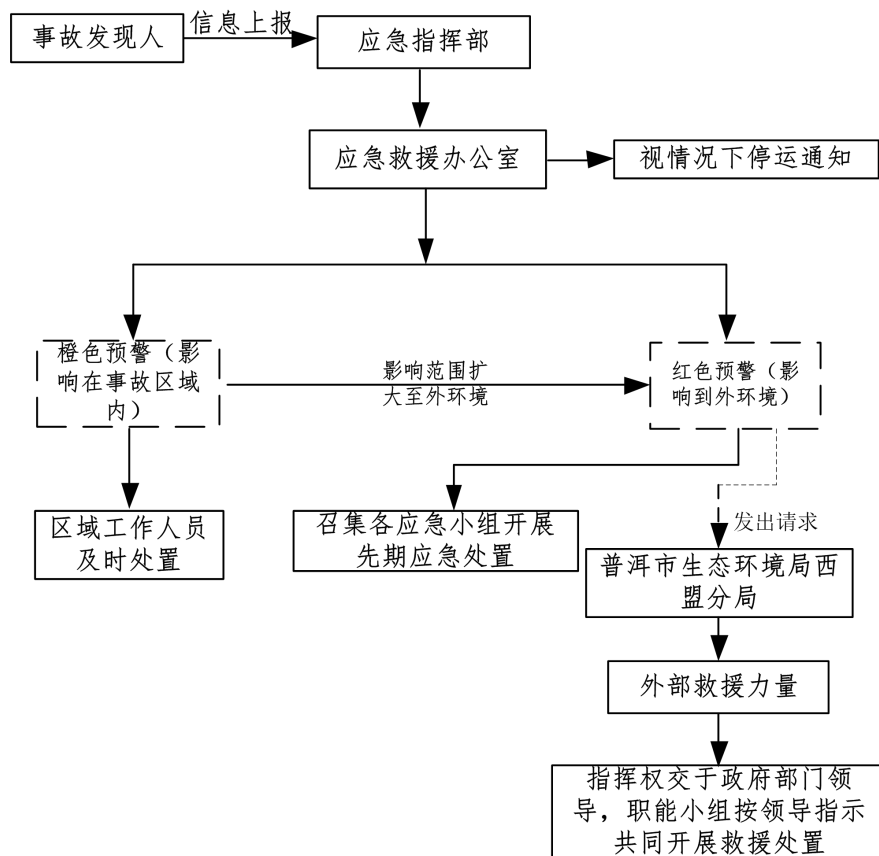 事故发现人
信息上报
应急指挥部
应急救援办公室
视情况下停运通知
橙色预警（影
响在事故区域
内）
影响范围扩
大至外环境
红色预警（影
响到外环境）
区域工作人员
及时处置
召集各应急小组开展
先期应急处置
发出请求
普洱市生态环境局西
盟分局
外部救援力量
指挥权交于政府部门领
导，职能小组按领导指示
共同开展救援处置